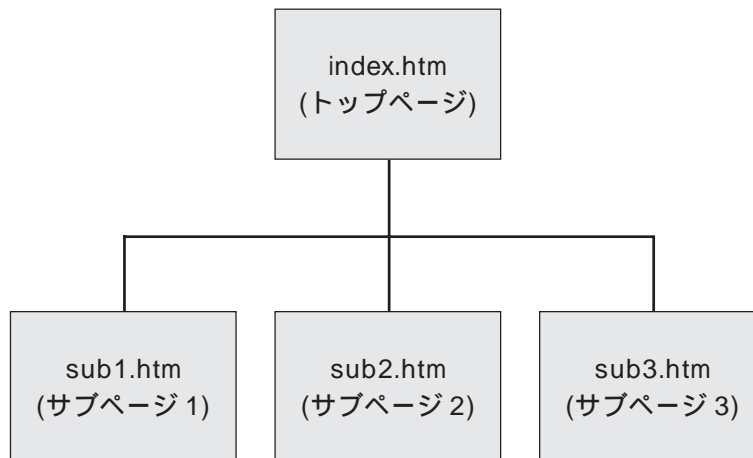 index.htm
(トップページ)
sub1.htm
(サブページ1)
sub2.htm
(サブページ2)
sub3.htm
(サブページ3)